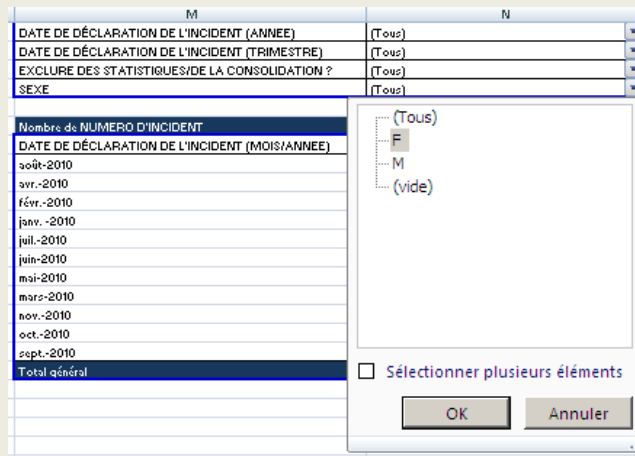 M N
DATE DE DÉCLARATION DE L'INCIDENT (ANNEE) (Tous)
DATE DE DÉCLARATION DE L'INCIDENT (TRIMESTRE) (Tous)
EXCLURE DES STATISTIQUES/DE LA CONSOLIDATION ? (Tous)
SEXE (Tous)
(Tous)
F
M
(vide)
Nombre de NUMERO D'INCIDENT
DATE DE DÉCLARATION DE L'INCIDENT (MOIS/ANNEE)
août-2010
avr.-2010
févr.-2010
janv. -2010
juil.-2010
juin-2010
mai-2010
mars-2010
nov.-2010
oct.-2010
sept.-2010
Total général
Sélectionner plusieurs éléments
OK Annuler